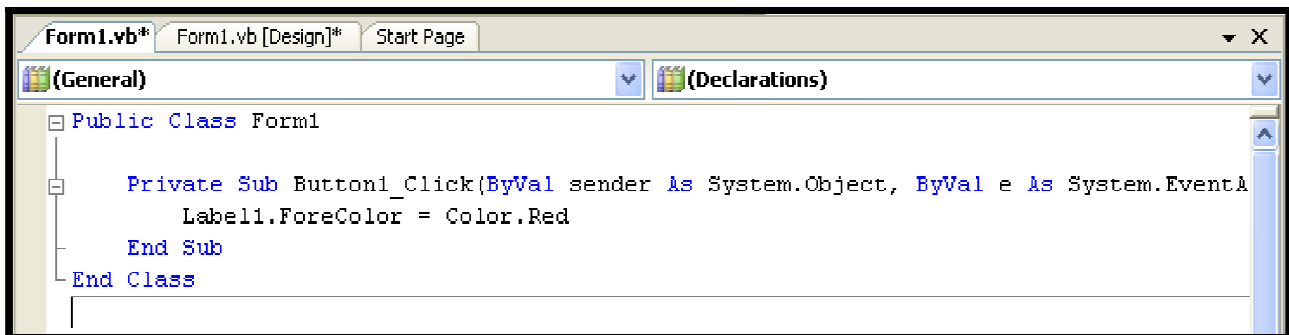 Form1.vb* Form1.vb [Design]* Start Page
(General) (Declarations)
Public Class Form1
Private Sub Button1_Click(ByVal sender As System.Object, ByVal e As System.EventA
Label1.ForeColor = Color.Red
End Sub
End Class